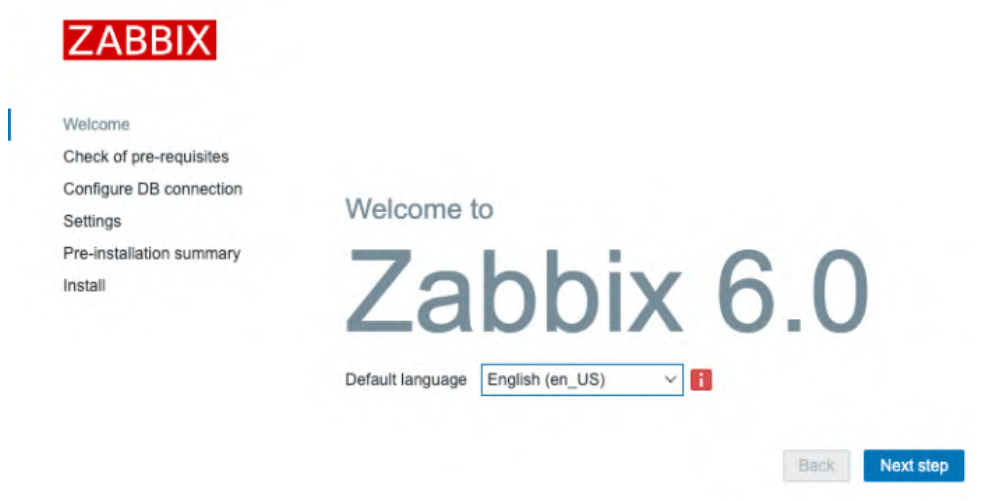 ZABBIX
Welcome
Check of pre-requisites
Configure DB connection
Settings
Pre-installation summary
Install
Welcome to
Zabbix 6.0
Default language English (en_US) i
Back Next step